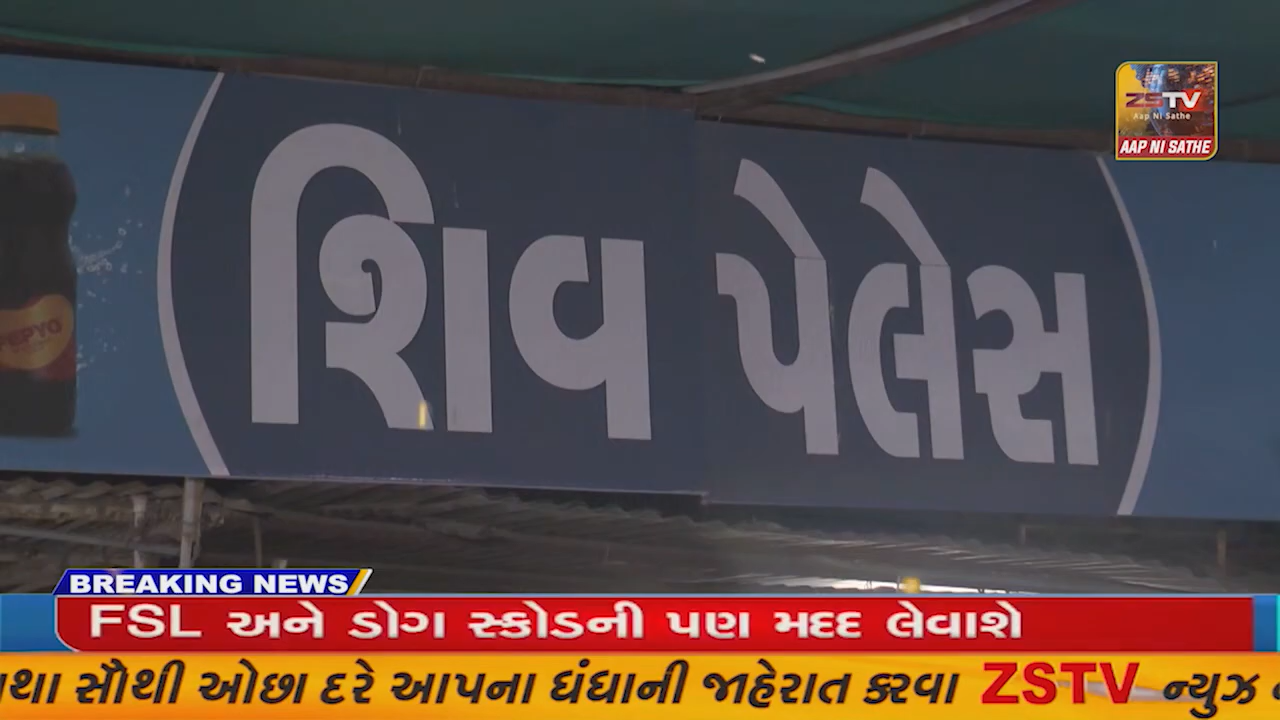 ZSTV
Aap Ni Sathe
AAP NI SATHE
શિવ પેલેસ
PEPYO
BREAKING NEWS
FSL અને ડોગ સ્કોડની પણ મદદ લેવાશે
સૌથી ઓછા દરે આપના ધંધાની જાહેરાત કરવા ZSTV ન્યુઝ